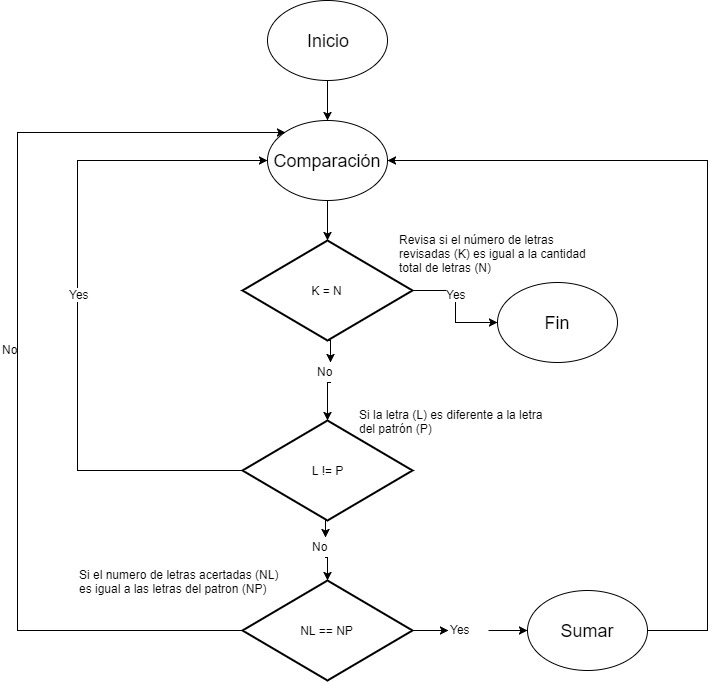 Inicio
Comparación
Revisa si el número de letras
revisadas (K) es igual a la cantidad
total de letras (N)
K = N
Yes
Yes
Fin
No
No
Si la letra (L) es diferente a la letra
del patrón (P)
L != P
No
Si el numero de letras acertadas (NL)
es igual a las letras del patron (NP)
NL == NP
Yes
Sumar